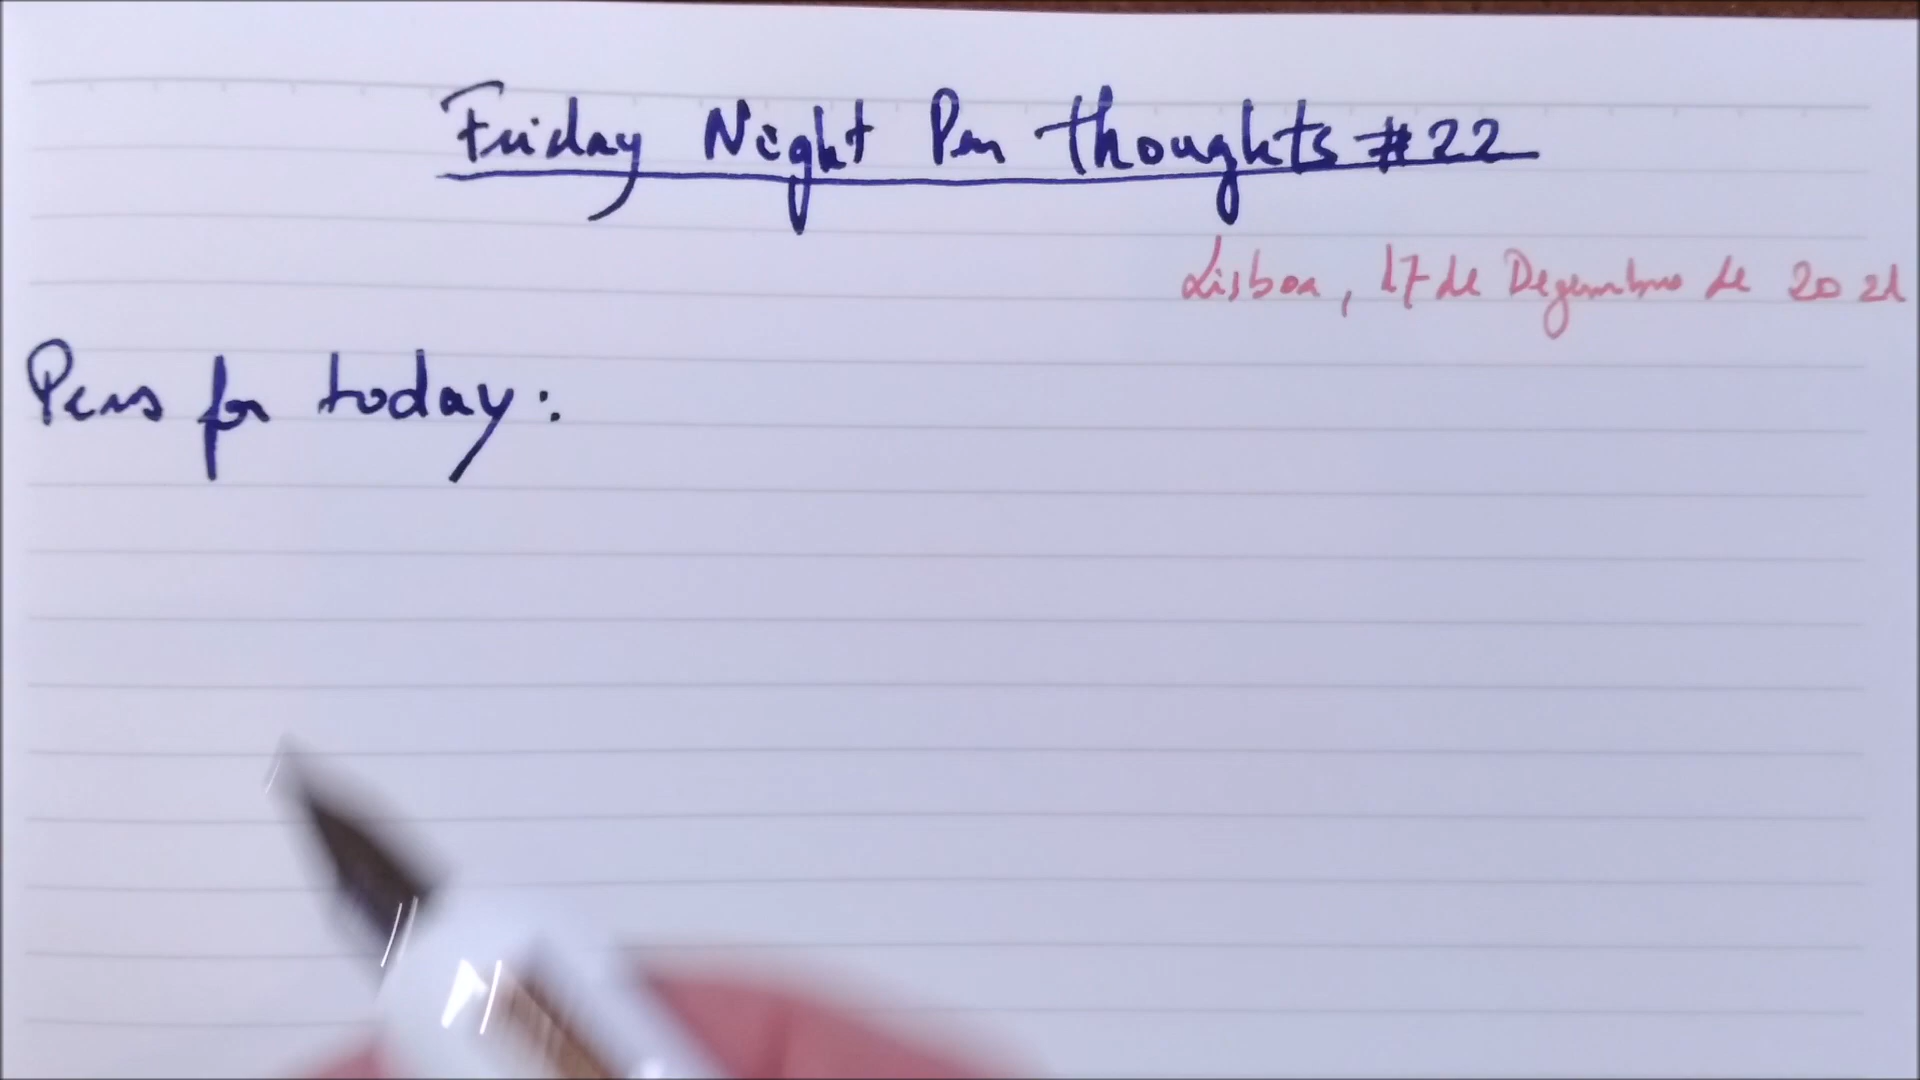 Friday Night Pen Thoughts #22
Lisboa, 17 de Dezembro de 2021
Pens for today: